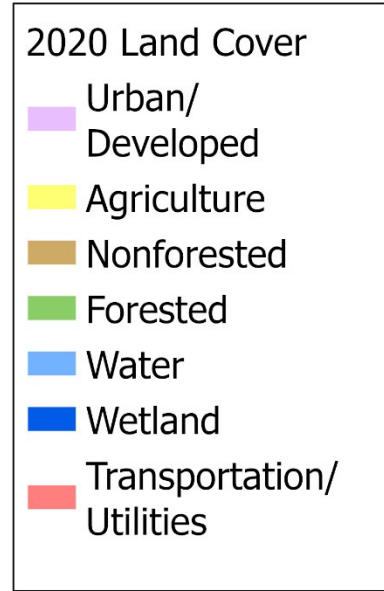 2020 Land Cover
Urban/
Developed
Agriculture
Nonforested
Forested
Water
Wetland
Transportation/
Utilities